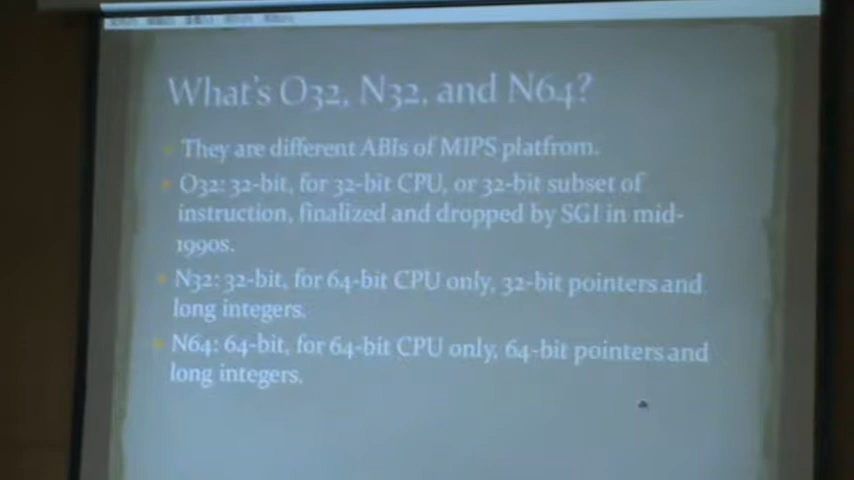 What's O32, N32, and N64?
They are different ABIs of MIPS platfrom.
O32: 32-bit, for 32-bit CPU, or 32-bit subset of
instruction, finalized and dropped by SGI in mid-
1990s.
N32: 32-bit, for 64-bit CPU only, 32-bit pointers and
long integers.
N64: 64-bit, for 64-bit CPU only, 64-bit pointers and
long integers.